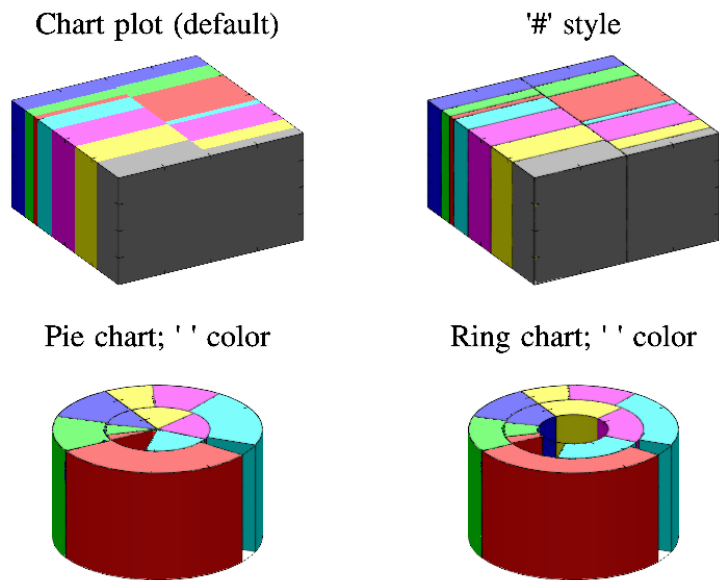 Chart plot (default)
'#' style
Pie chart; ' ' color
Ring chart; ' ' color